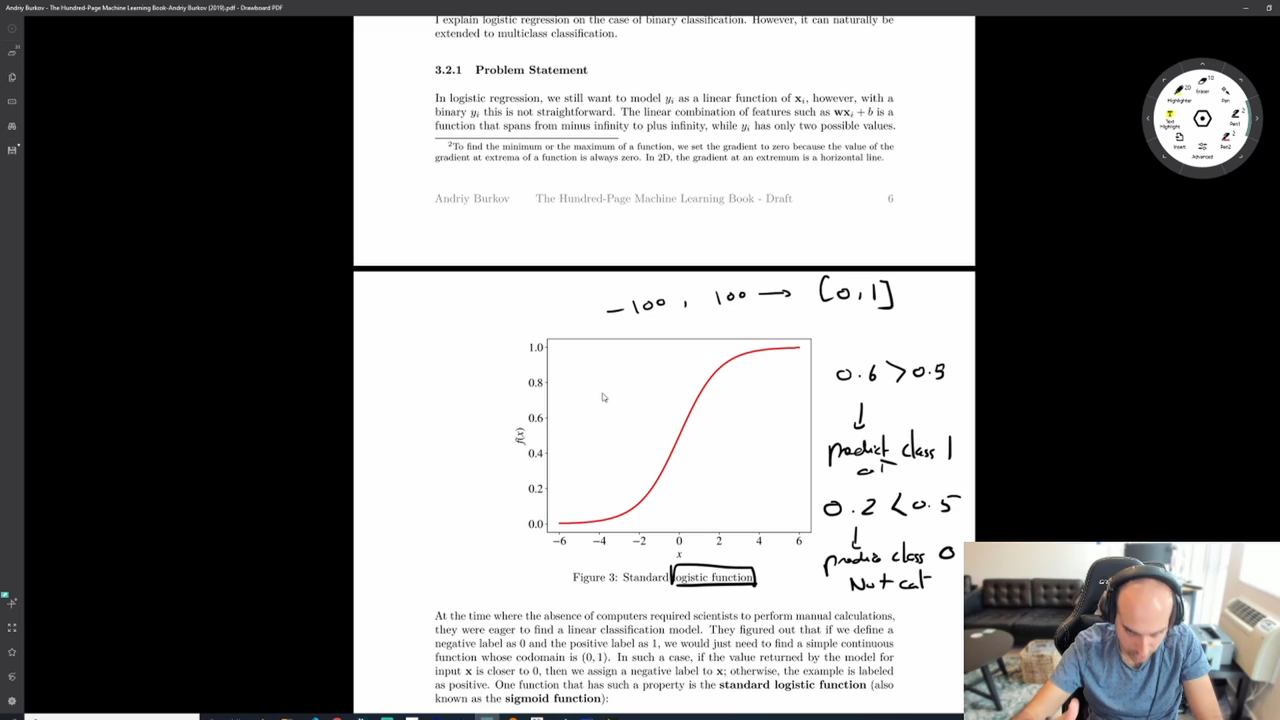 Andriy Burkov - The Hundred-Page Machine Learning Book-Andriy Burkov (2019).pdf - Drawboard PDF
I explain logistic regression on the case of binary classification. However, it can naturally be
extended to multiclass classification.
3.2.1 Problem Statement
In logistic regression, we still want to model yᵢ as a linear function of xᵢ, however, with a
binary yᵢ this is not straightforward. The linear combination of features such as wxᵢ + b is a
function that spans from minus infinity to plus infinity, while yᵢ has only two possible values.
²To find the minimum or the maximum of a function, we set the gradient to zero because the value of the
gradient at extrema of a function is always zero. In 2D, the gradient at an extremum is a horizontal line.
Andriy Burkov The Hundred-Page Machine Learning Book - Draft 6
Highlighter
20
Eraser
10
Pen
Text Highlight
Pen1
2
Insert
Advanced
Pen2
2
-100, 100 → [0,1]
1.0
0.8
0.6
0.4
0.2
0.0
f(x)
-6 -4 -2 0 2 4 6
x
Figure 3: Standard logistic function
0.6 > 0.5
predict class 1
0.2 < 0.5
class 0
Not cat
At the time where the absence of computers required scientists to perform manual calculations,
they were eager to find a linear classification model. They figured out that if we define a
negative label as 0 and the positive label as 1, we would just need to find a simple continuous
function whose codomain is (0, 1). In such a case, if the value returned by the model for
input x is closer to 0, then we assign a negative label to x; otherwise, the example is labeled
as positive. One function that has such a property is the standard logistic function (also
known as the sigmoid function):